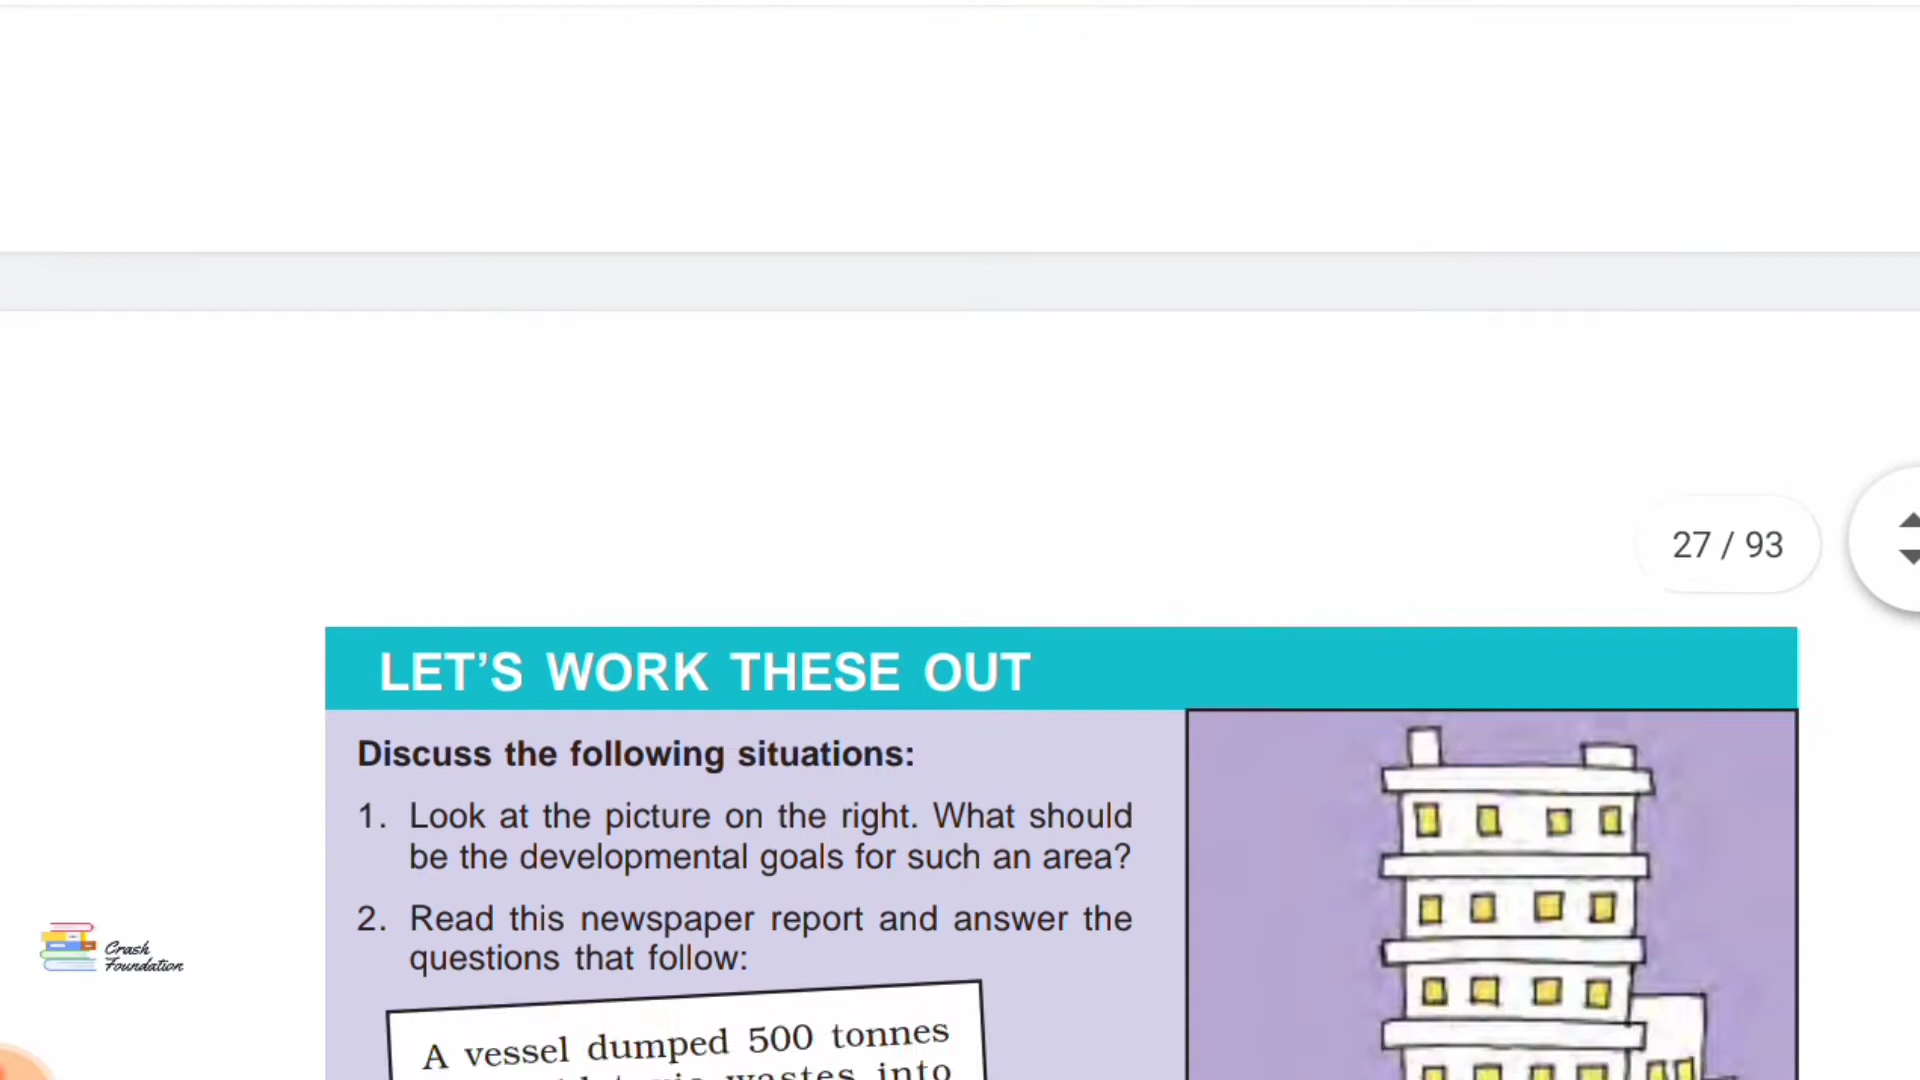 27 / 93
LET'S WORK THESE OUT
Discuss the following situations:
1. Look at the picture on the right. What should
be the developmental goals for such an area?
2. Read this newspaper report and answer the
questions that follow:
Crash
Foundation
A vessel dumped 500 tonnes
wastes into